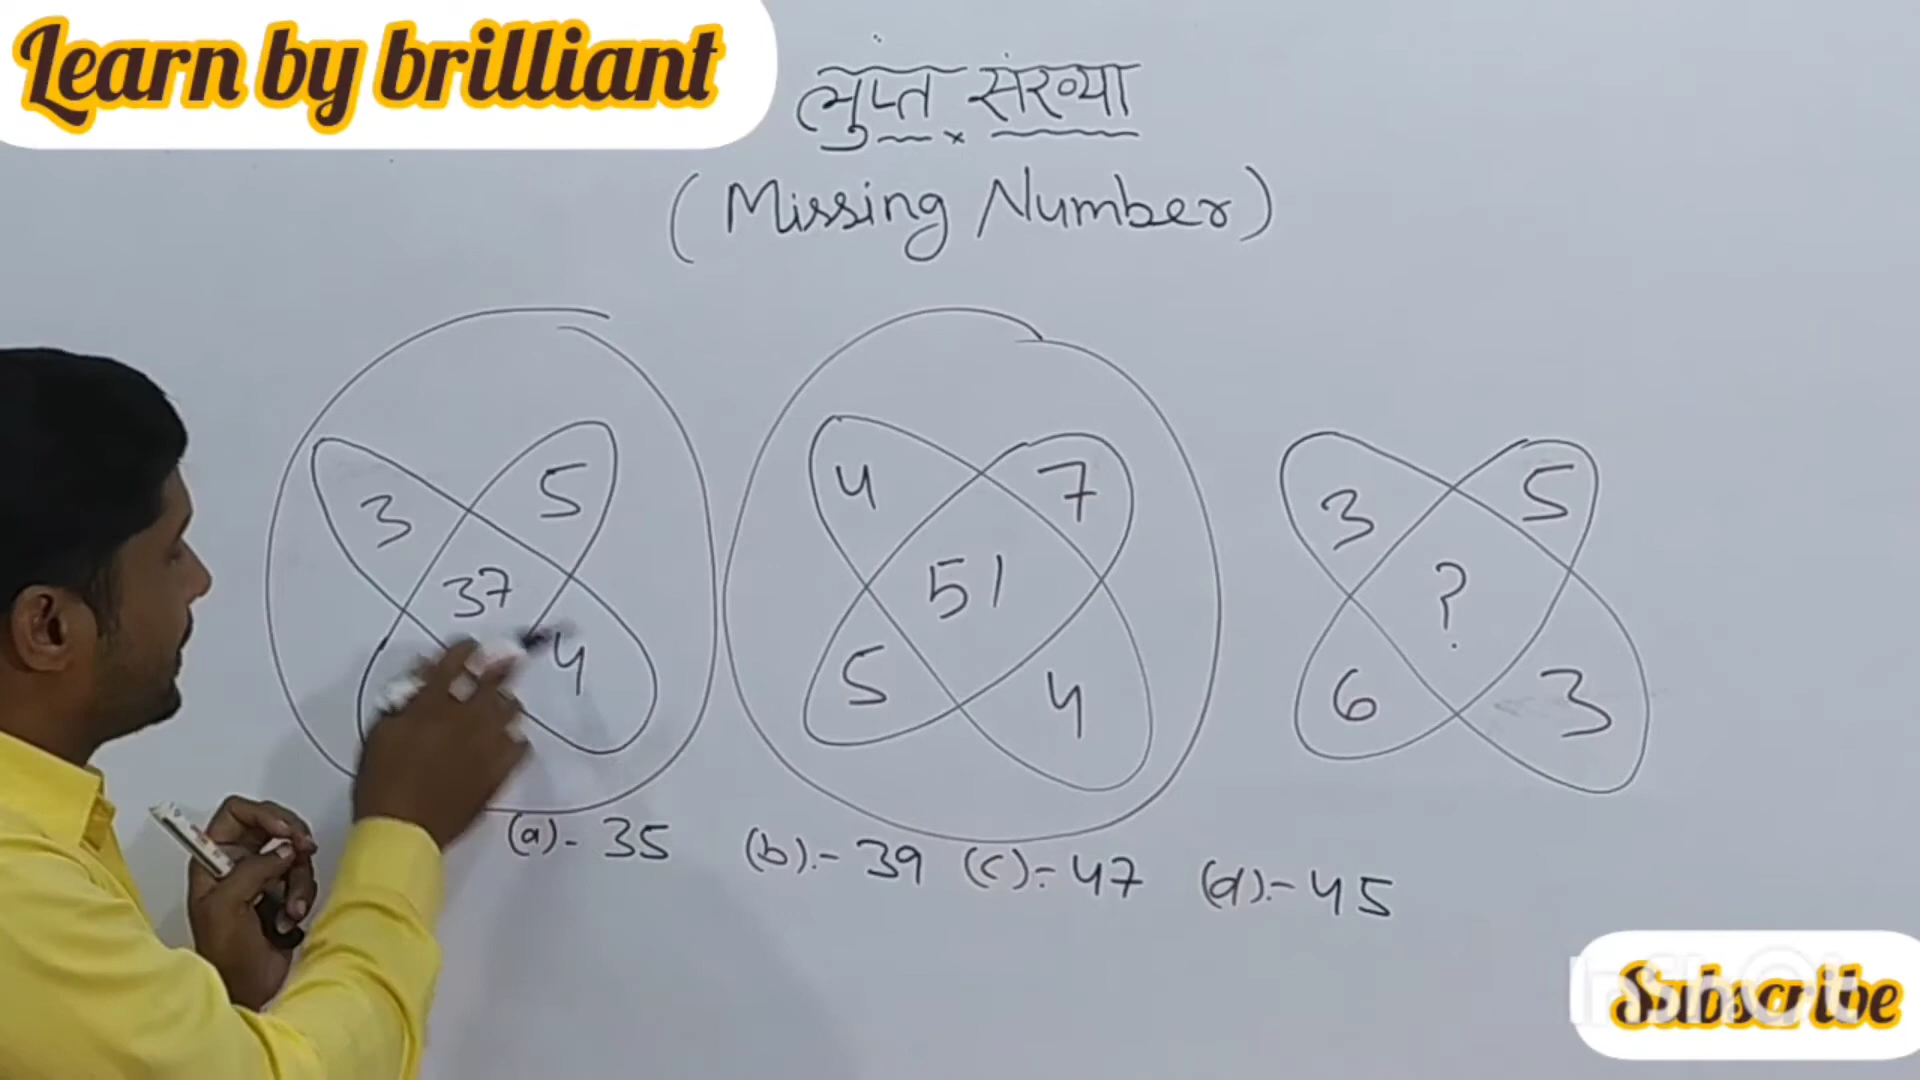 Learn by brilliant
लुप्त संख्या
(Missing Number)
3 5 4 7 3 5
37 51 ?
4 5 4 6 3
(a):- 35 (b):- 39 (c):- 47 (d):- 45
Subscribe